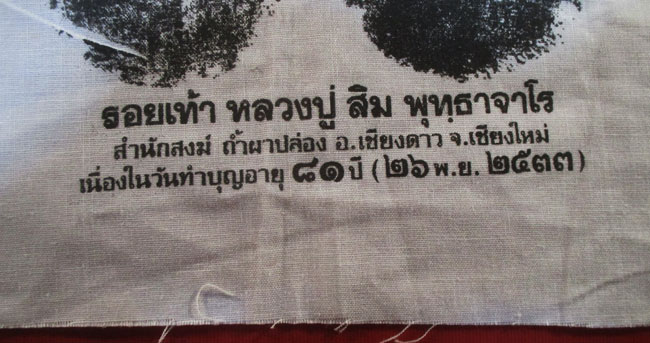 รอยเท้า หลวงปู่ สิม พุทฺธาจาโร
สำนักสงฆ์ ถ้ำผาปล่อง อ.เชียงดาว จ.เชียงใหม่
เนื่องในวันทำบุญอายุ ๘๑ ปี (๒๖ พ.ย. ๒๕๓๓)